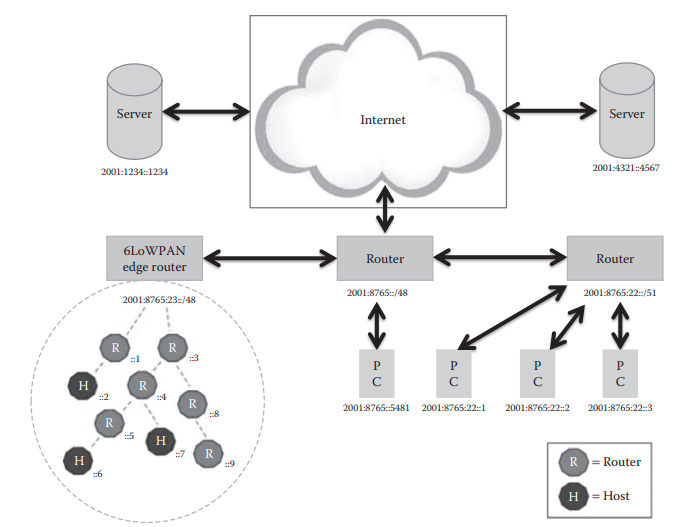 Internet
Server
Server
2001:1234::1234
2001:4321::4567
6LoWPAN
edge router
Router
Router
2001:8765:23::/48
2001:8765::/48
2001:8765:22::/51
R
::1
R
::3
H
::2
R
::4
R
::8
R
::5
H
::7
R
::9
H
::6
P
C
P
C
P
C
P
C
2001:8765::5481
2001:8765:22::1
2001:8765:22::2
2001:8765:22::3
R = Router
H = Host